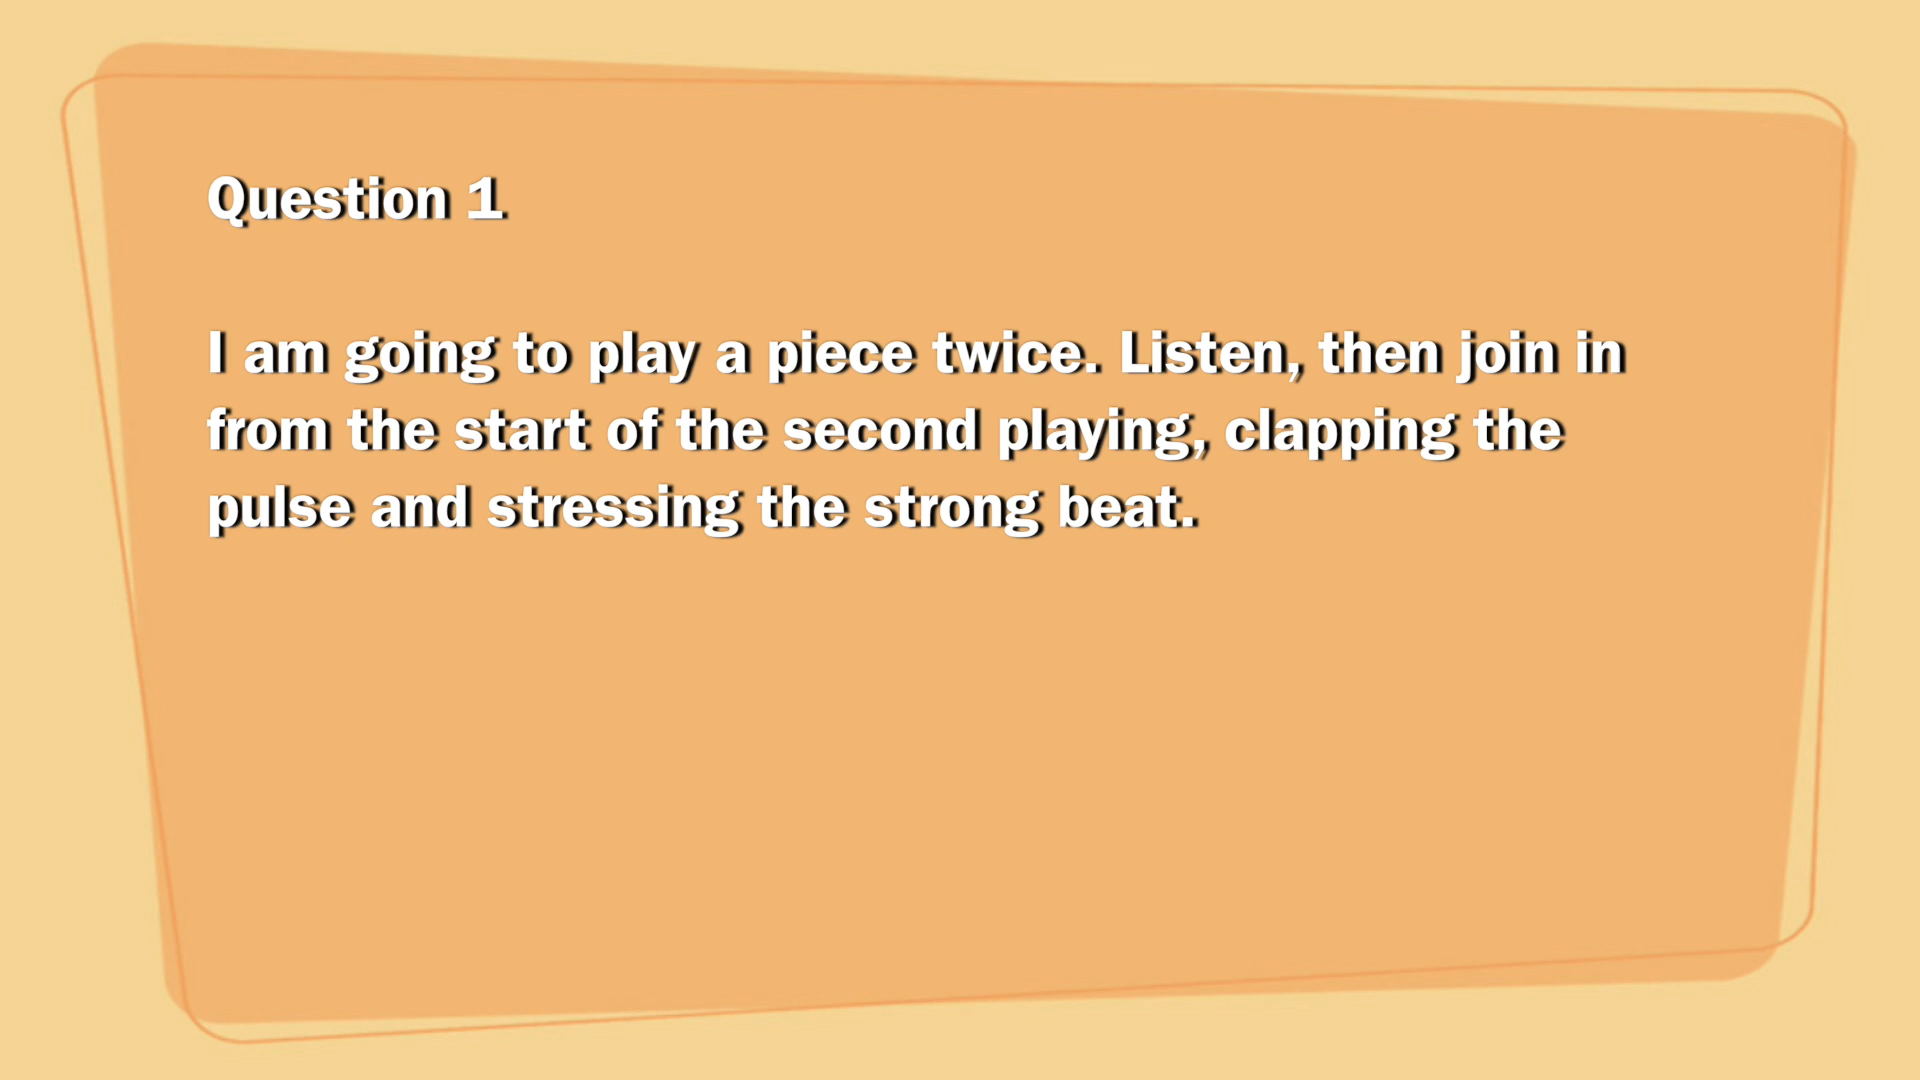 Question 1
I am going to play a piece twice. Listen, then join in
from the start of the second playing, clapping the
pulse and stressing the strong beat.